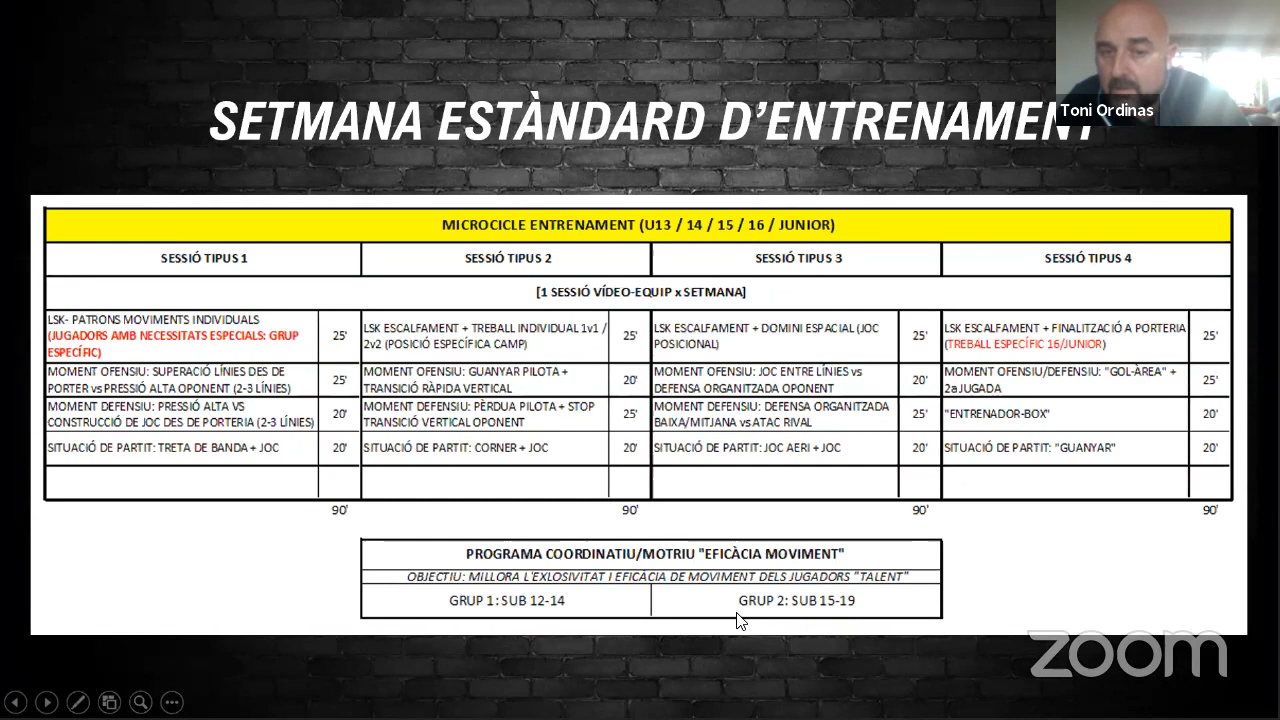 SETMANA ESTÀNDARD D'ENTRENAMENT
Toni Ordinas
MICROCICLE ENTRENAMENT (U13 / 14 / 15 / 16 / JUNIOR)
SESSIÓ TIPUS 1
SESSIÓ TIPUS 2
SESSIÓ TIPUS 3
SESSIÓ TIPUS 4
[1 SESSIÓ VÍDEO-EQUIP x SETMANA]
LSK- PATRONS MOVIMENTS INDIVIDUALS
(JUGADORS AMB NECESSITATS ESPECIALS: GRUP
ESPECÍFIC)
25'
LSK ESCALFAMENT + TREBALL INDIVIDUAL 1v1 /
2v2 (POSICIÓ ESPECÍFICA CAMP)
25'
LSK ESCALFAMENT + DOMINI ESPACIAL (JOC
POSICIONAL)
25'
LSK ESCALFAMENT + FINALITZACIÓ A PORTERIA
(TREBALL ESPECÍFIC 16/JUNIOR)
25'
MOMENT OFENSIU: SUPERACIÓ LÍNIES DES DE
PORTER vs PRESSIÓ ALTA OPONENT (2-3 LÍNIES)
25'
MOMENT OFENSIU: GUANYAR PILOTA +
TRANSICIÓ RÀPIDA VERTICAL
20'
MOMENT OFENSIU: JOC ENTRE LÍNIES vs
DEFENSA ORGANITZADA OPONENT
20'
MOMENT OFENSIU/DEFENSIU: "GOL-ÀREA" +
2aJUGADA
25'
MOMENT DEFENSIU: PRESSIÓ ALTA VS
CONSTRUCCIÓ DE JOC DES DE PORTERIA (2-3 LÍNIES)
20'
MOMENT DEFENSIU: PÈRDUA PILOTA + STOP
TRANSICIÓ VERTICAL OPONENT
25'
MOMENT DEFENSIU: DEFENSA ORGANITZADA
BAIXA/MITJANA vs ATAC RIVAL
25'
"ENTRENADOR-BOX"
20'
SITUACIÓ DE PARTIT: TRETA DE BANDA + JOC
20'
SITUACIÓ DE PARTIT: CORNER + JOC
20'
SITUACIÓ DE PARTIT: JOC AERI + JOC
20'
SITUACIÓ DE PARTIT: "GUANYAR"
20'
90'
90'
90'
90'
PROGRAMA COORDINATIU/MOTRIU "EFICÀCIA MOVIMENT"
OBJECTIU: MILLORA L'EXLOSIVITAT I EFICÁCIA DE MOVIMENT DELS JUGADORS "TALENT"
GRUP 1: SUB 12-14
GRUP 2: SUB 15-19
zoom